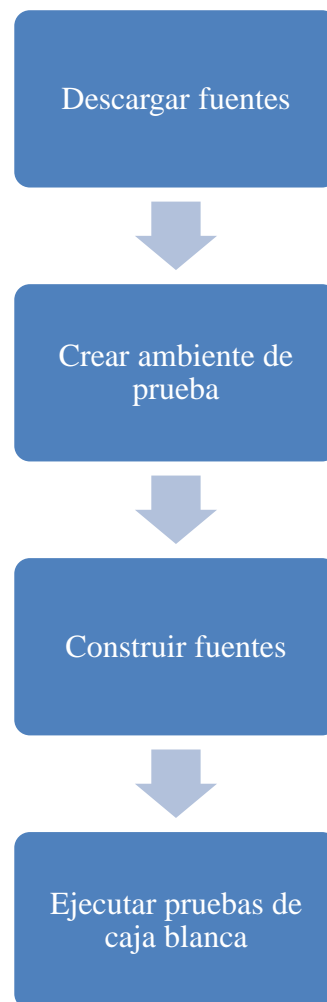 Descargar fuentes
Crear ambiente de
prueba
Construir fuentes
Ejecutar pruebas de
caja blanca